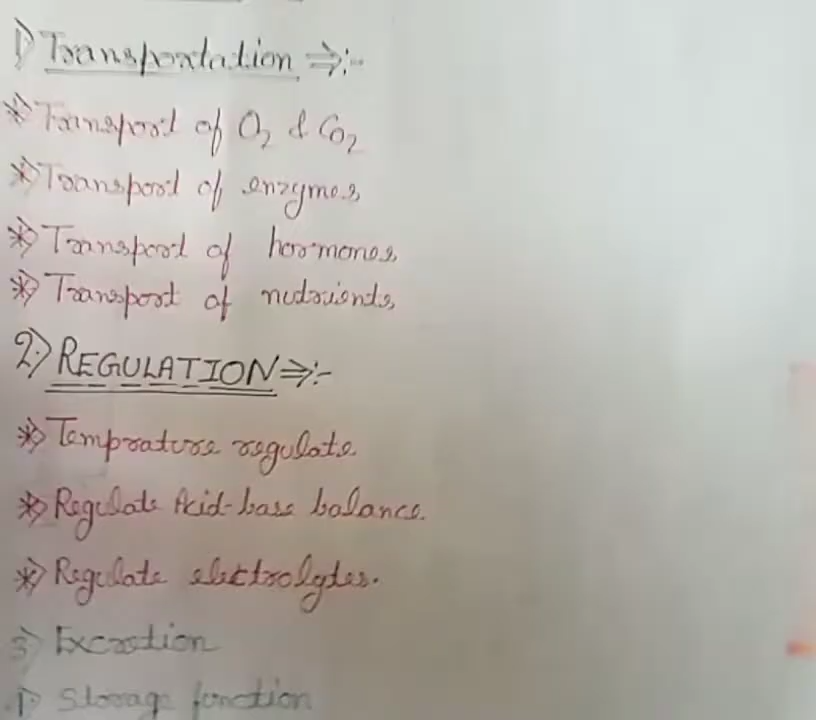 1) Transportation ⇒:-
* Transport of O₂ & CO₂
* Transport of enzymes
* Transport of hormones
* Transport of nutrients
2) REGULATION ⇒:-
* Temprature regulate
* Regulate Acid-base balance
* Regulate electrolytes.
3) Excretion
4) Storage function